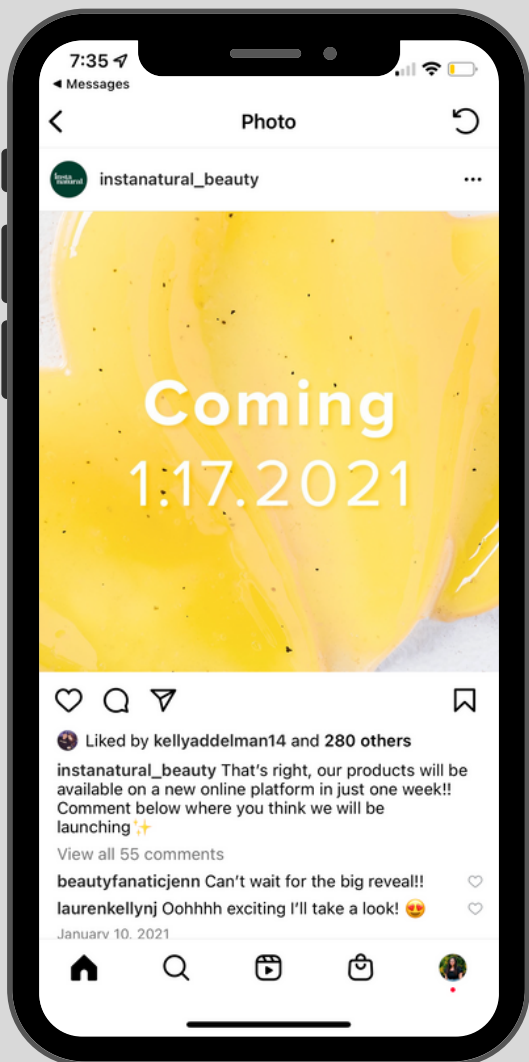 7:35
◀ Messages
Photo
Insta
natural
instanatural_beauty
Coming
1.17.2021
Liked by kellyaddelman14 and 280 others
instanatural_beauty That's right, our products will be
available on a new online platform in just one week!!
Comment below where you think we will be
launching✨
View all 55 comments
beautyfanaticjenn Can't wait for the big reveal!!
laurenkellynj Oohhhh exciting I'll take a look! 😍
January 10, 2021